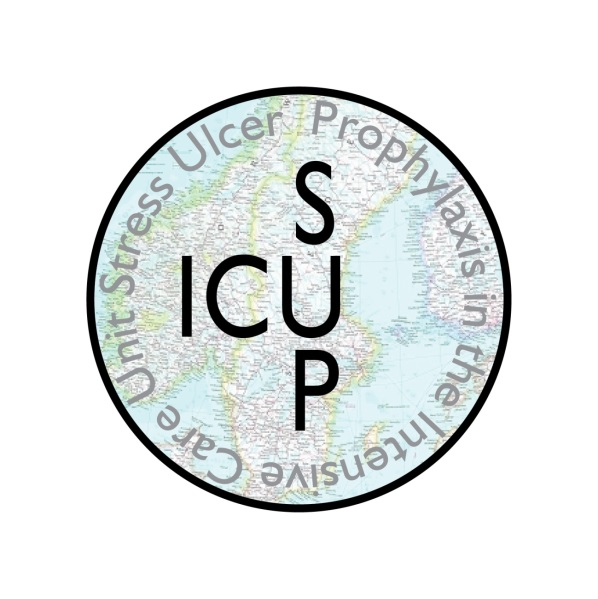 Stress Ulcer Prophylaxis in the Intensive Care Unit
S
ICU
P